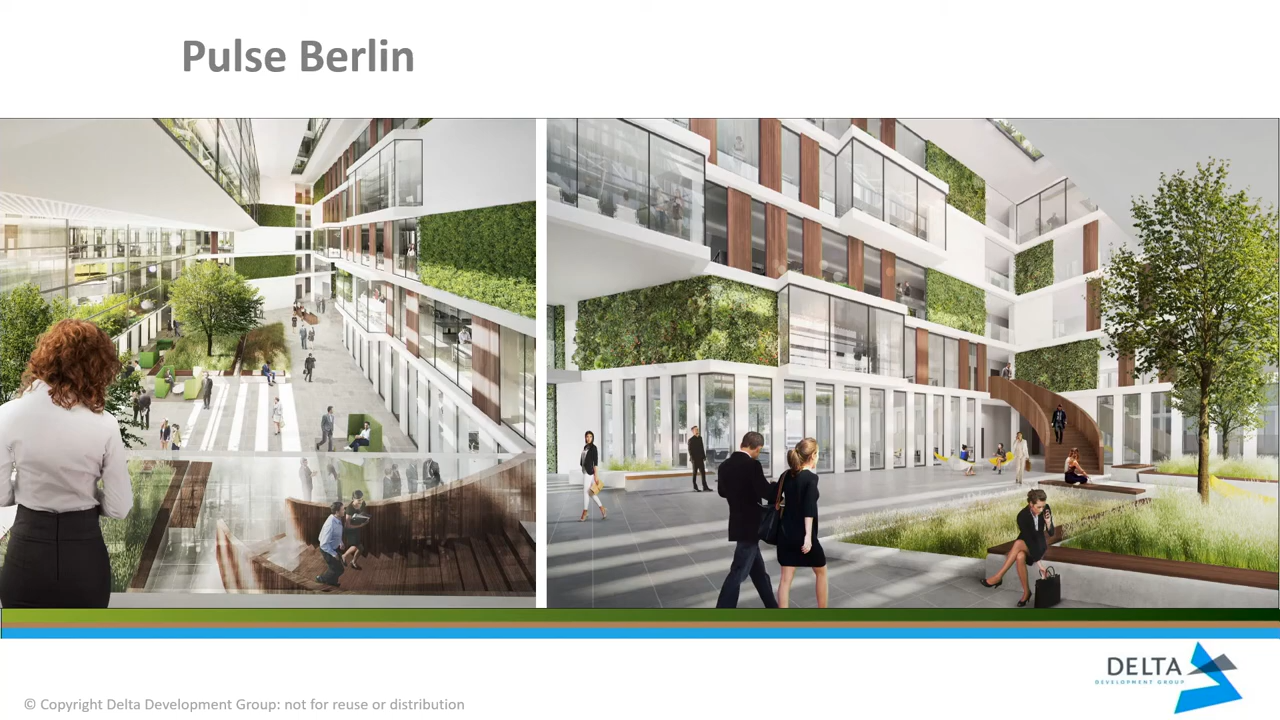 Pulse Berlin
DELTA
DEVELOPMENT GROUP
© Copyright Delta Development Group: not for reuse or distribution